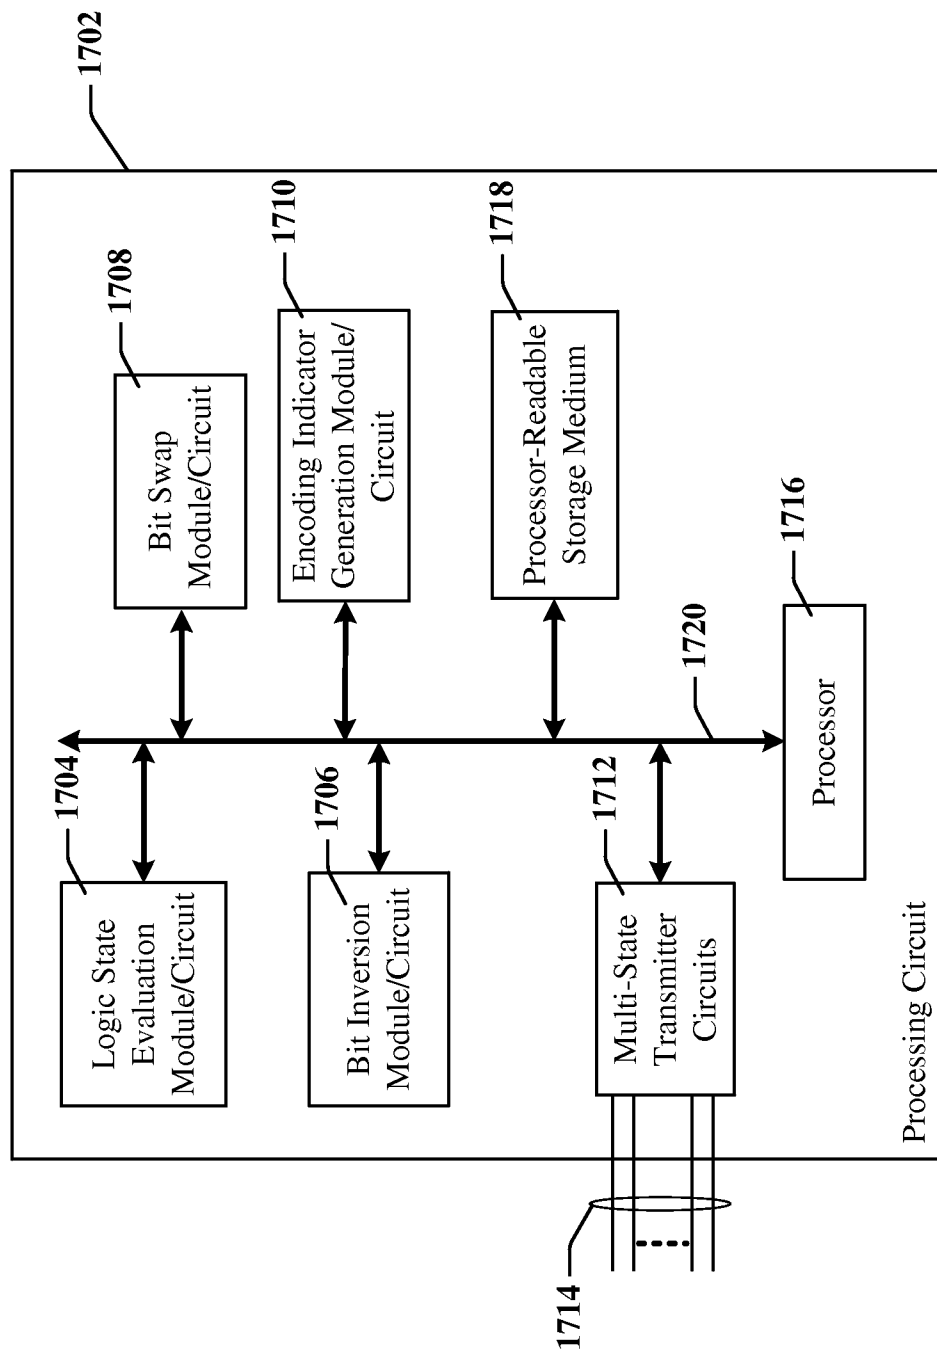 1702
1704
Logic State
Evaluation
Module/Circuit
Bit Swap
Module/Circuit
1708
1706
Bit Inversion
Module/Circuit
Encoding Indicator
Generation Module/
Circuit
1710
1712
Multi-State
Transmitter
Circuits
Processor-Readable
Storage Medium
1718
1714
1720
Processor
1716
Processing Circuit